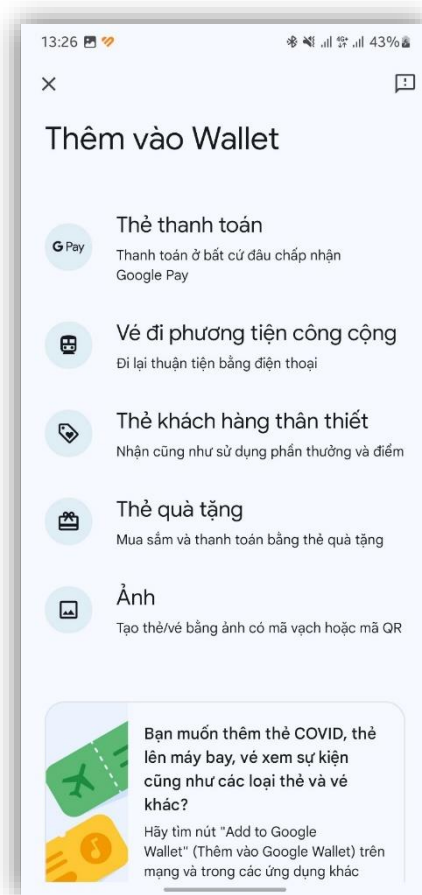 13:26
43%
Thêm vào Wallet
G Pay
Thẻ thanh toán
Thanh toán ở bất cứ đâu chấp nhận
Google Pay
Vé đi phương tiện công cộng
Đi lại thuận tiện bằng điện thoại
Thẻ khách hàng thân thiết
Nhận cũng như sử dụng phần thưởng và điểm
Thẻ quà tặng
Mua sắm và thanh toán bằng thẻ quà tặng
Ảnh
Tạo thẻ/vé bằng ảnh có mã vạch hoặc mã QR
Bạn muốn thêm thẻ COVID, thẻ
lên máy bay, vé xem sự kiện
cũng như các loại thẻ và vé
khác?
Hãy tìm nút "Add to Google
Wallet" (Thêm vào Google Wallet) trên
mạng và trong các ứng dụng khác